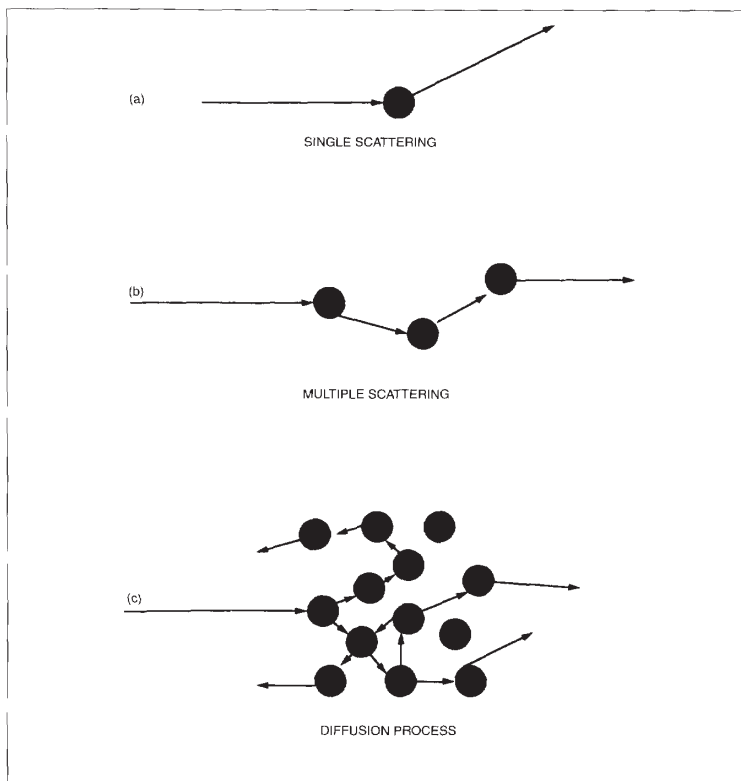 (a)
SINGLE SCATTERING
(b)
MULTIPLE SCATTERING
(c)
DIFFUSION PROCESS